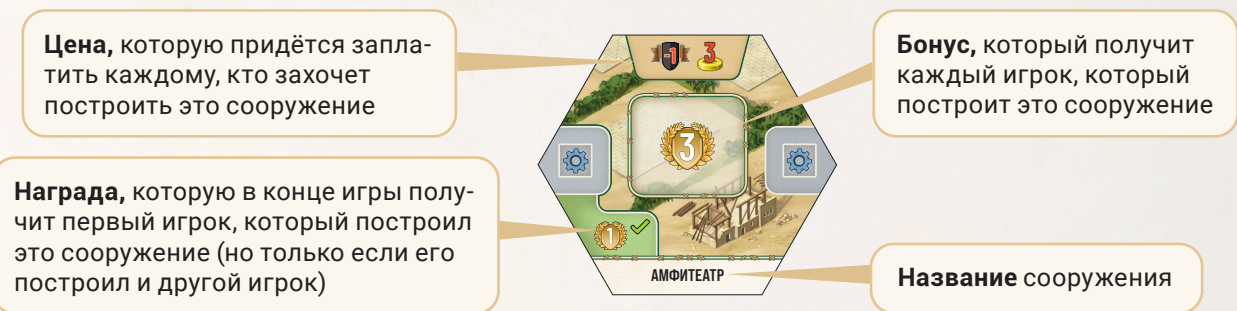 Цена, которую придётся запла-
тить каждому, кто захочет
построить это сооружение
-1 3
Бонус, который получит
каждый игрок, который
построит это сооружение
3
Награда, которую в конце игры полу-
чит первый игрок, который построил
это сооружение (но только если его
построил и другой игрок)
1
АМФИТЕАТР
Название сооружения